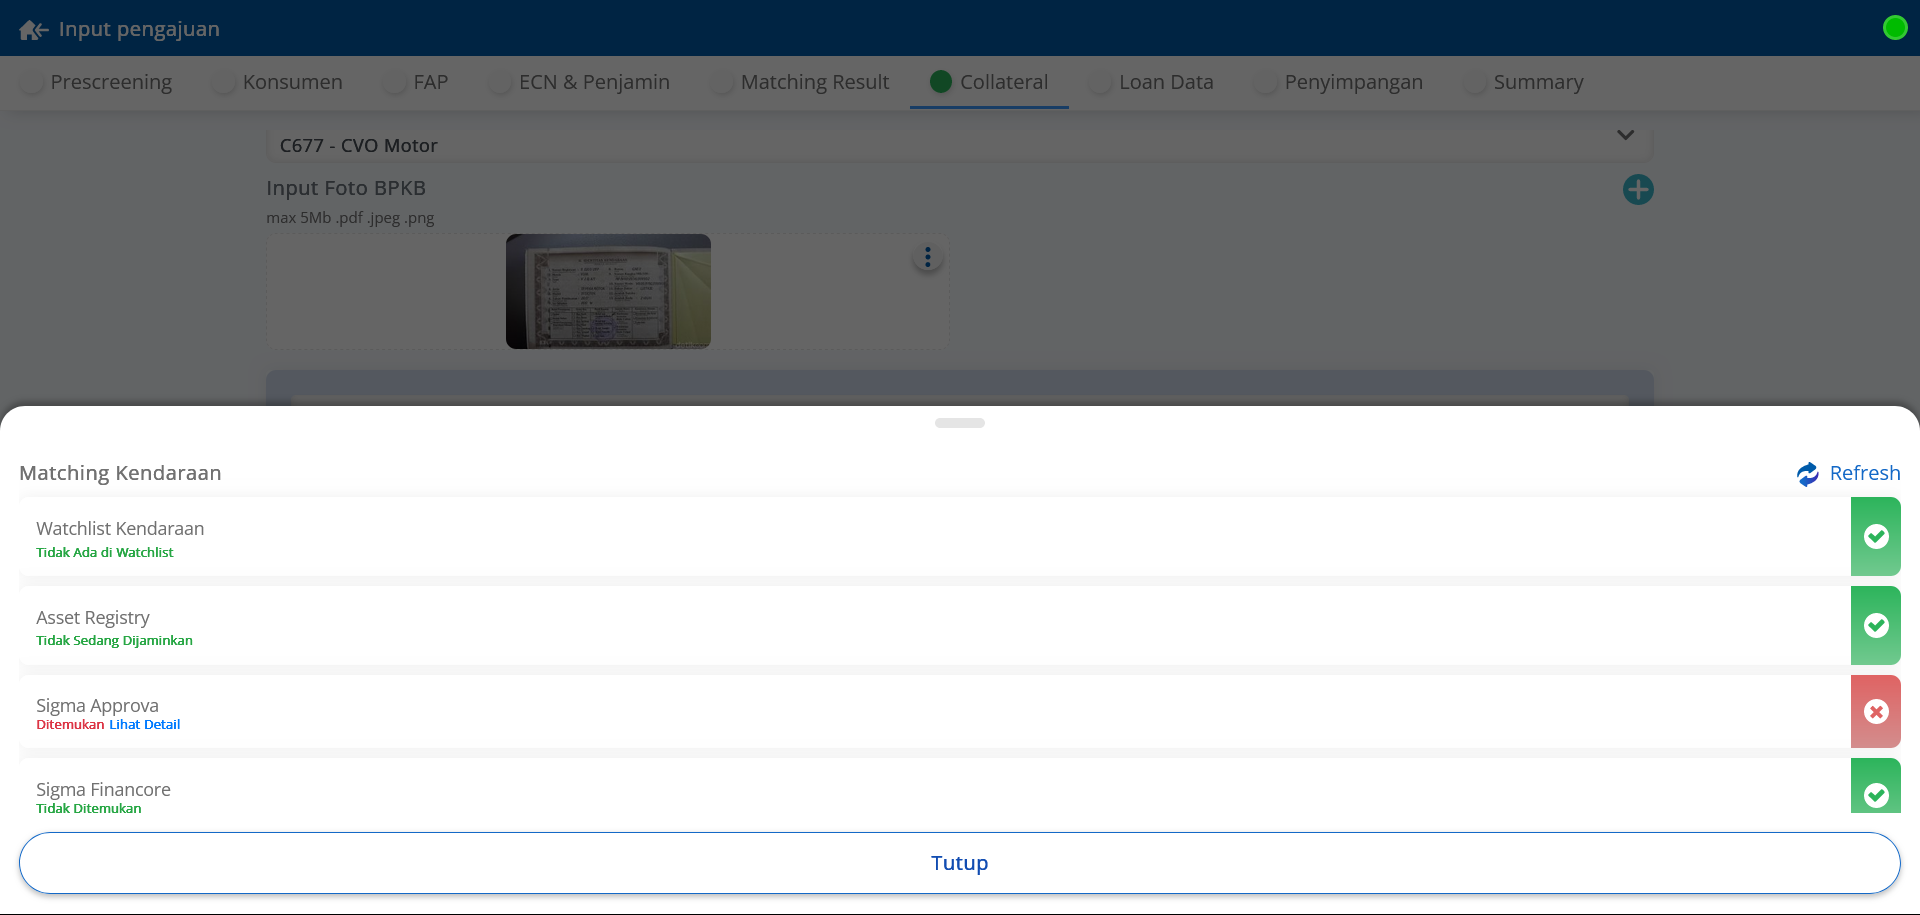 Input pengajuan
Prescreening Konsumen FAP ECN & Penjamin Matching Result Collateral Loan Data Penyimpangan Summary
C677 - CVO Motor
Input Foto BPKB
max 5Mb .pdf .jpeg .png
Matching Kendaraan
Refresh
Watchlist Kendaraan
Tidak Ada di Watchlist
Asset Registry
Tidak Sedang Dijaminkan
Sigma Approva
Ditemukan Lihat Detail
Sigma Financore
Tidak Ditemukan
Tutup